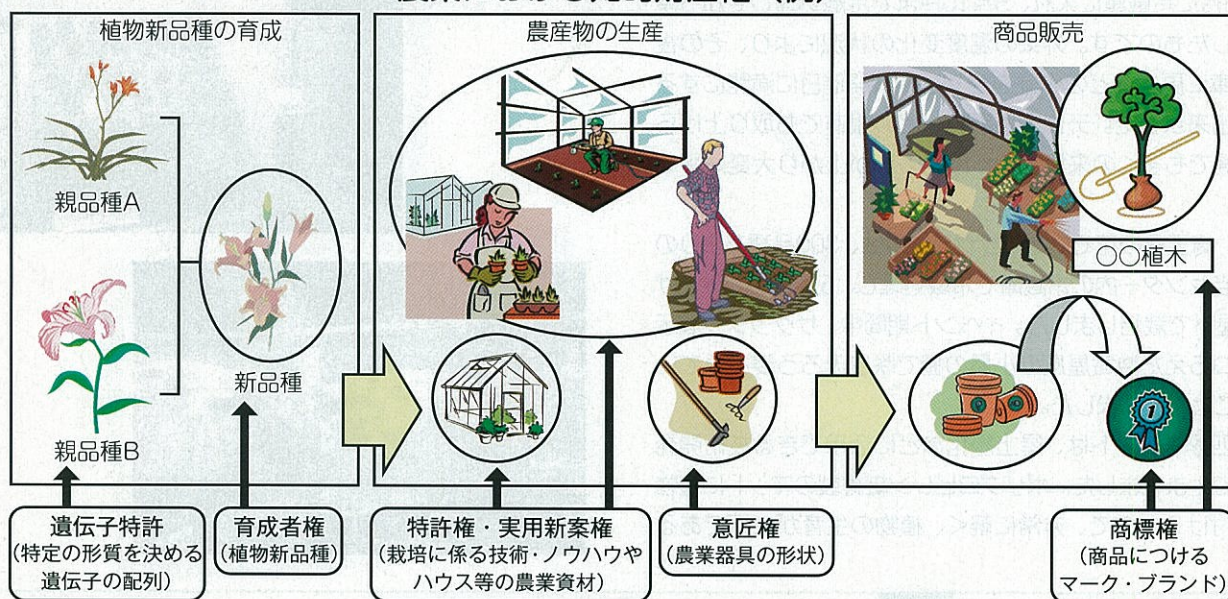 植物新品種の育成
親品種A
親品種B
新品種
農産物の生産
商品販売
○○植木
遺伝子特許
(特定の形質を決める
遺伝子の配列)
育成者権
(植物新品種)
特許権・実用新案権
(栽培に係る技術・ノウハウや
ハウス等の農業資材)
意匠権
(農業器具の形状)
商標権
(商品につける
マーク・ブランド)
1